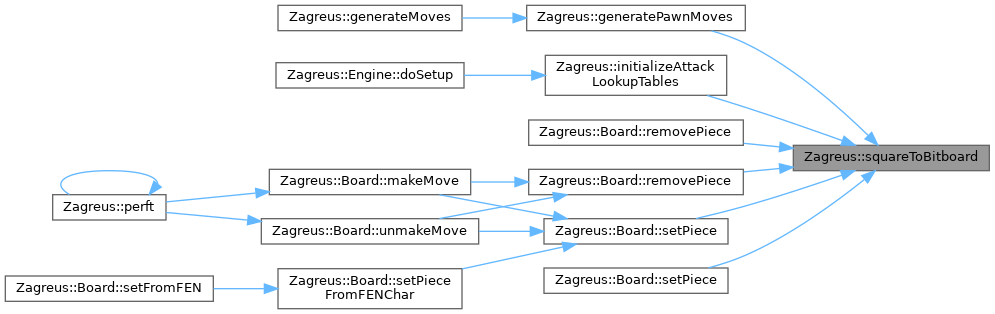 Zagreus::generateMoves
Zagreus::generatePawnMoves
Zagreus::Engine::doSetup
Zagreus::initializeAttack
LookupTables
Zagreus::Board::removePiece
Zagreus::squareToBitboard
Zagreus::perft
Zagreus::Board::makeMove
Zagreus::Board::removePiece
Zagreus::Board::unmakeMove
Zagreus::Board::setPiece
Zagreus::Board::setFromFEN
Zagreus::Board::setPiece
FromFENChar
Zagreus::Board::setPiece